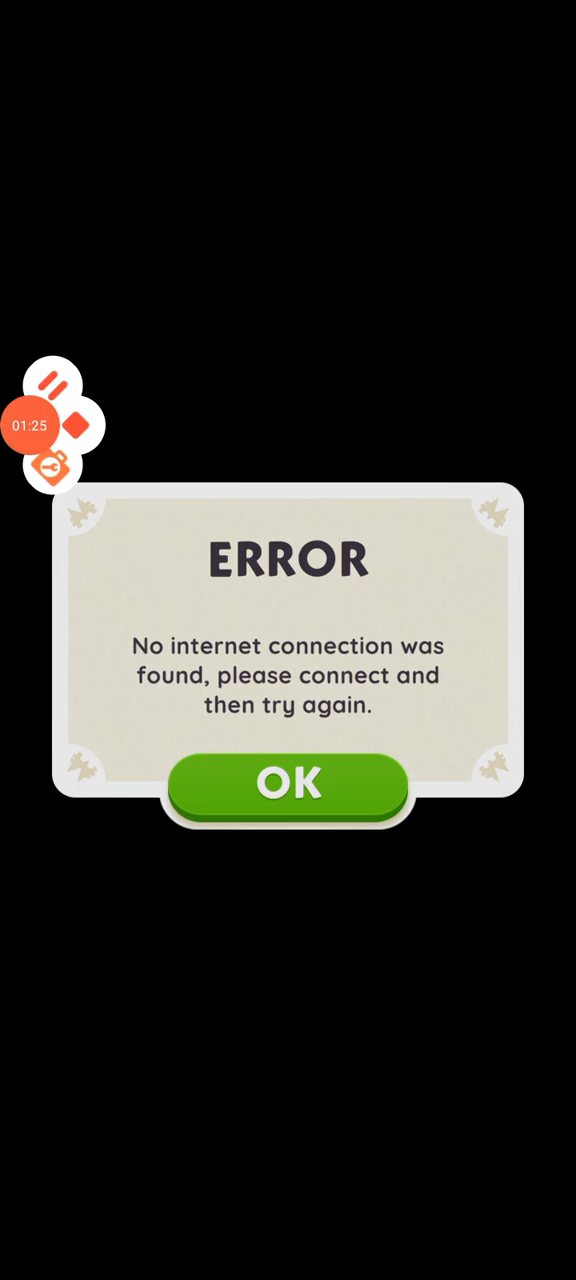 01:25
ERROR
No internet connection was
found, please connect and
then try again.
OK